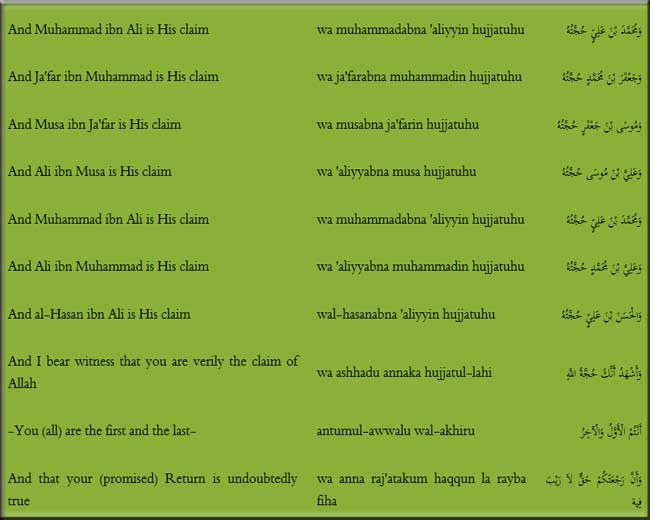 And Muhammad ibn Ali is His claim wa muhammadabna 'aliyyin hujjatuhu وَمُحَمَّدَ بْنَ عَلِيٍّ حُجَّتُهُ
And Ja'far ibn Muhammad is His claim wa ja'farabna muhammadin hujjatuhu وَجَعْفَرَ بْنَ مُحَمَّدٍ حُجَّتُهُ
And Musa ibn Ja'far is His claim wa musabna ja'farin hujjatuhu وَمُوسَى بْنَ جَعْفَرٍ حُجَّتُهُ
And Ali ibn Musa is His claim wa 'aliyyabna musa hujjatuhu وَعَلِيَّ بْنَ مُوسَى حُجَّتُهُ
And Muhammad ibn Ali is His claim wa muhammadabna 'aliyyin hujjatuhu وَمُحَمَّدَ بْنَ عَلِيٍّ حُجَّتُهُ
And Ali ibn Muhammad is His claim wa 'aliyyabna muhammadin hujjatuhu وَعَلِيَّ بْنَ مُحَمَّدٍ حُجَّتُهُ
And al-Hasan ibn Ali is His claim wal-hasanabna 'aliyyin hujjatuhu وَالْحَسَنَ بْنَ عَلِيٍّ حُجَّتُهُ
And I bear witness that you are verily the claim of
Allah
wa ashhadu annaka hujjatul-lahi وَأَشْهَدُ أَنَّكَ حُجَّةُ اللَّهِ
-You (all) are the first and the last- antumul-awwalu wal-akhiru أَنْتُمُ الْأَوَّلُ وَالْآخِرُ
And that your (promised) Return is undoubtedly
true
wa anna raj'atakum haqqun la rayba
fiha
وَأَنَّ رَجْعَتَكُمْ حَقٌّ لاَ رَيْبَ
فِيهَ